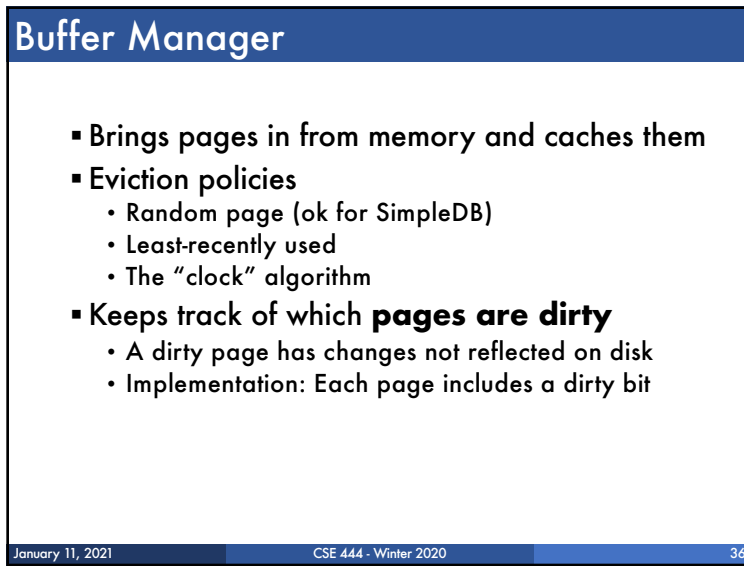 Buffer Manager
▪ Brings pages in from memory and caches them
▪ Eviction policies
• Random page (ok for SimpleDB)
• Least-recently used
• The “clock” algorithm
▪ Keeps track of which pages are dirty
• A dirty page has changes not reflected on disk
• Implementation: Each page includes a dirty bit
January 11, 2021 CSE 444 - Winter 2020 36